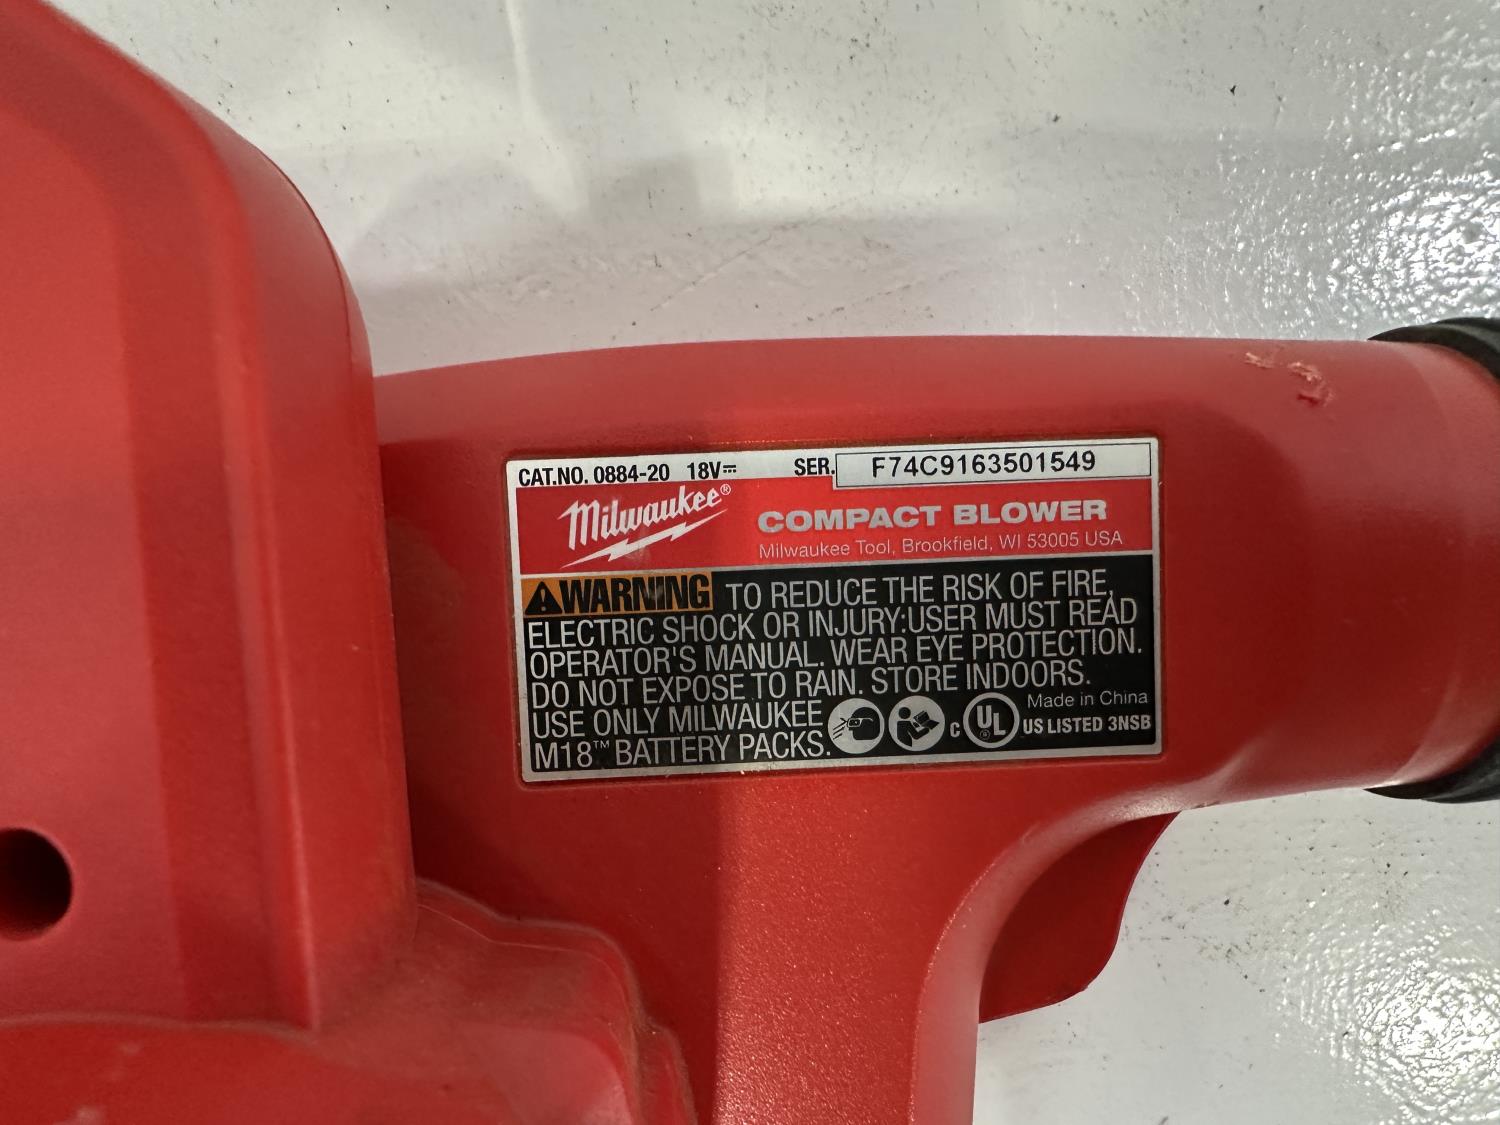 CAT.NO. 0884-20 18V⎓ SER. F74C9163501549
Milwaukee®
COMPACT BLOWER
Milwaukee Tool, Brookfield, WI 53005 USA
⚠WARNING TO REDUCE THE RISK OF FIRE,
ELECTRIC SHOCK OR INJURY:USER MUST READ
OPERATOR'S MANUAL. WEAR EYE PROTECTION.
DO NOT EXPOSE TO RAIN. STORE INDOORS.
USE ONLY MILWAUKEE
M18™ BATTERY PACKS.
Made in China
C UL® US LISTED 3NSB